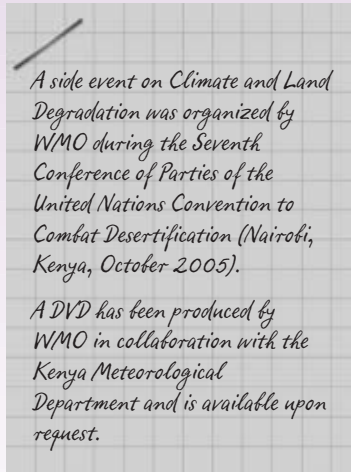 A side event on Climate and Land
Degradation was organized by
WMO during the Seventh
Conference of Parties of the
United Nations Convention to
Combat Desertification (Nairobi,
Kenya, October 2005).
A DVD has been produced by
WMO in collaboration with the
Kenya Meteorological
Department and is available upon
request.